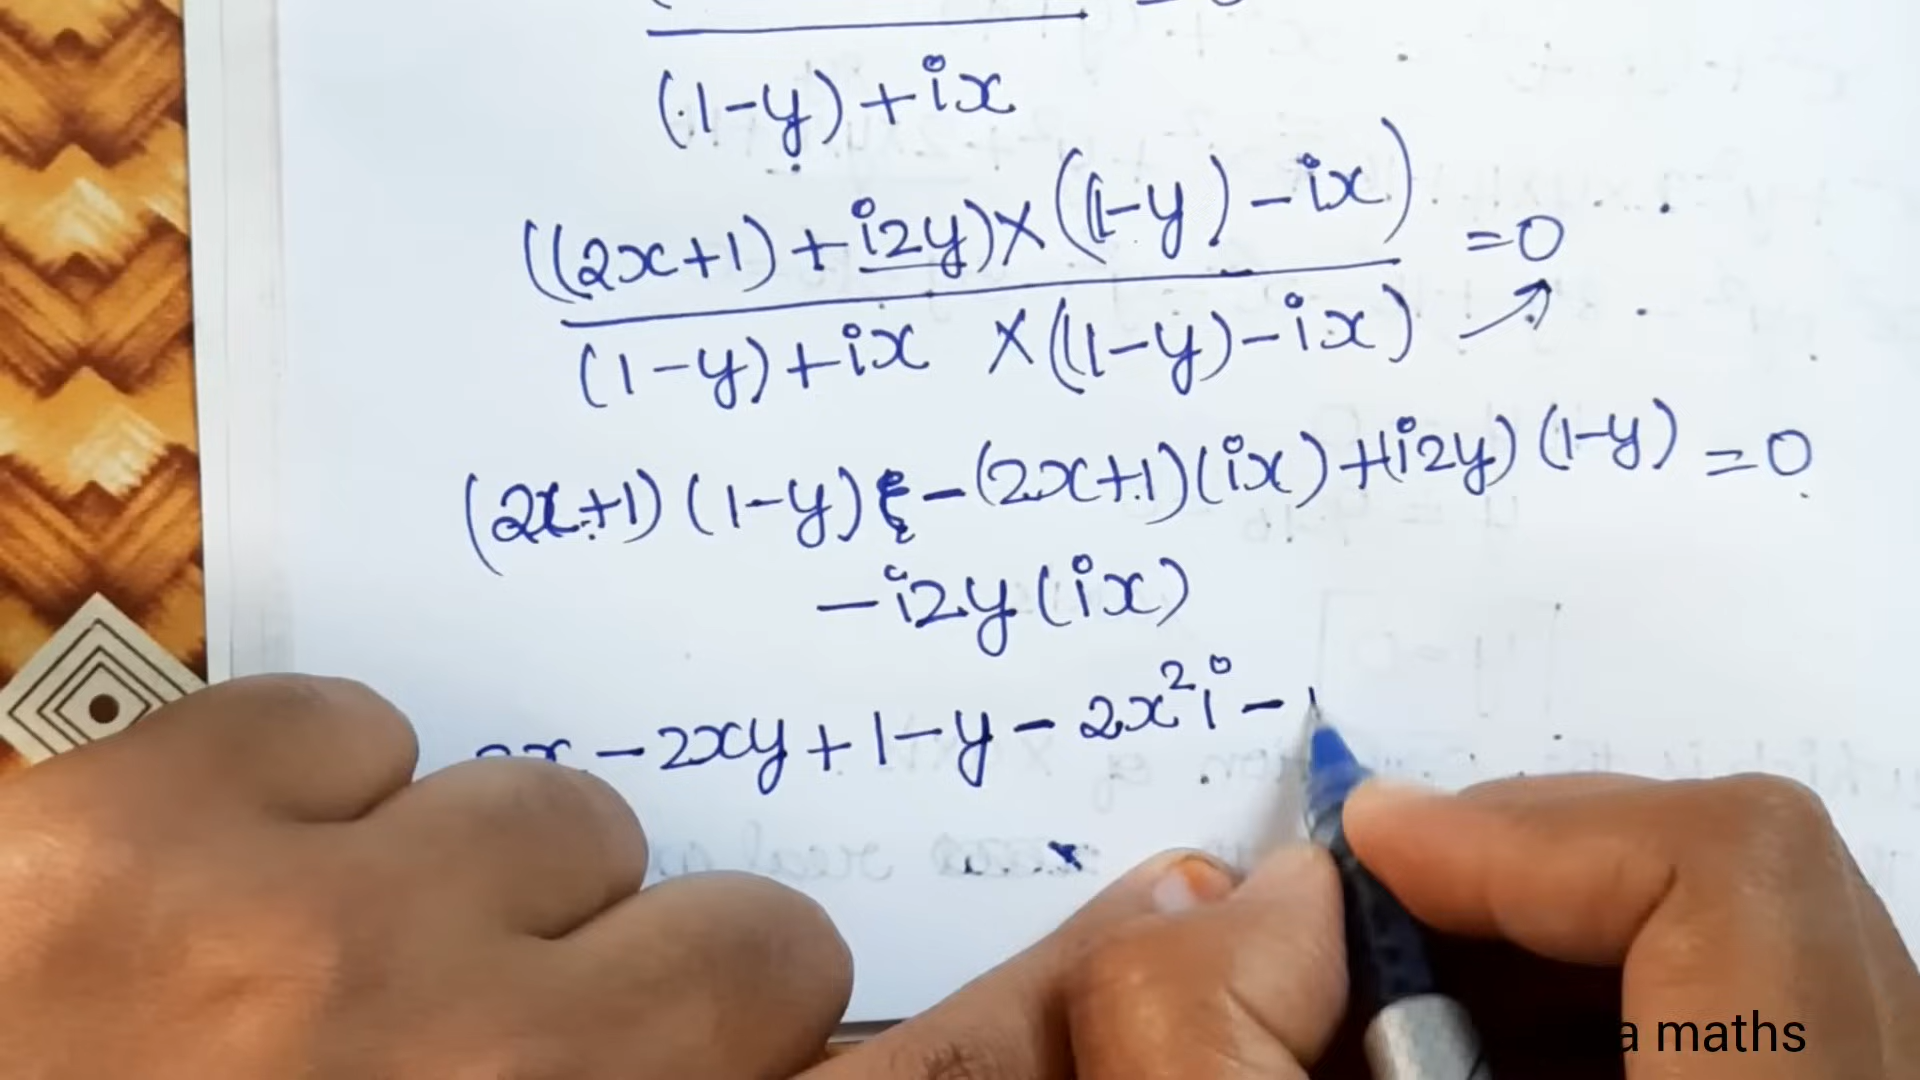 (1-y)+ix
((2x+1)+i2y)×((1-y)-ix) =0
(1-y)+ix ×((1-y)-ix)
(2x+1)(1-y) -(2x+1)(ix)+(i2y)(1-y) =0
-i2y(ix)
2x-2xy+1-y-2x²i-
a maths